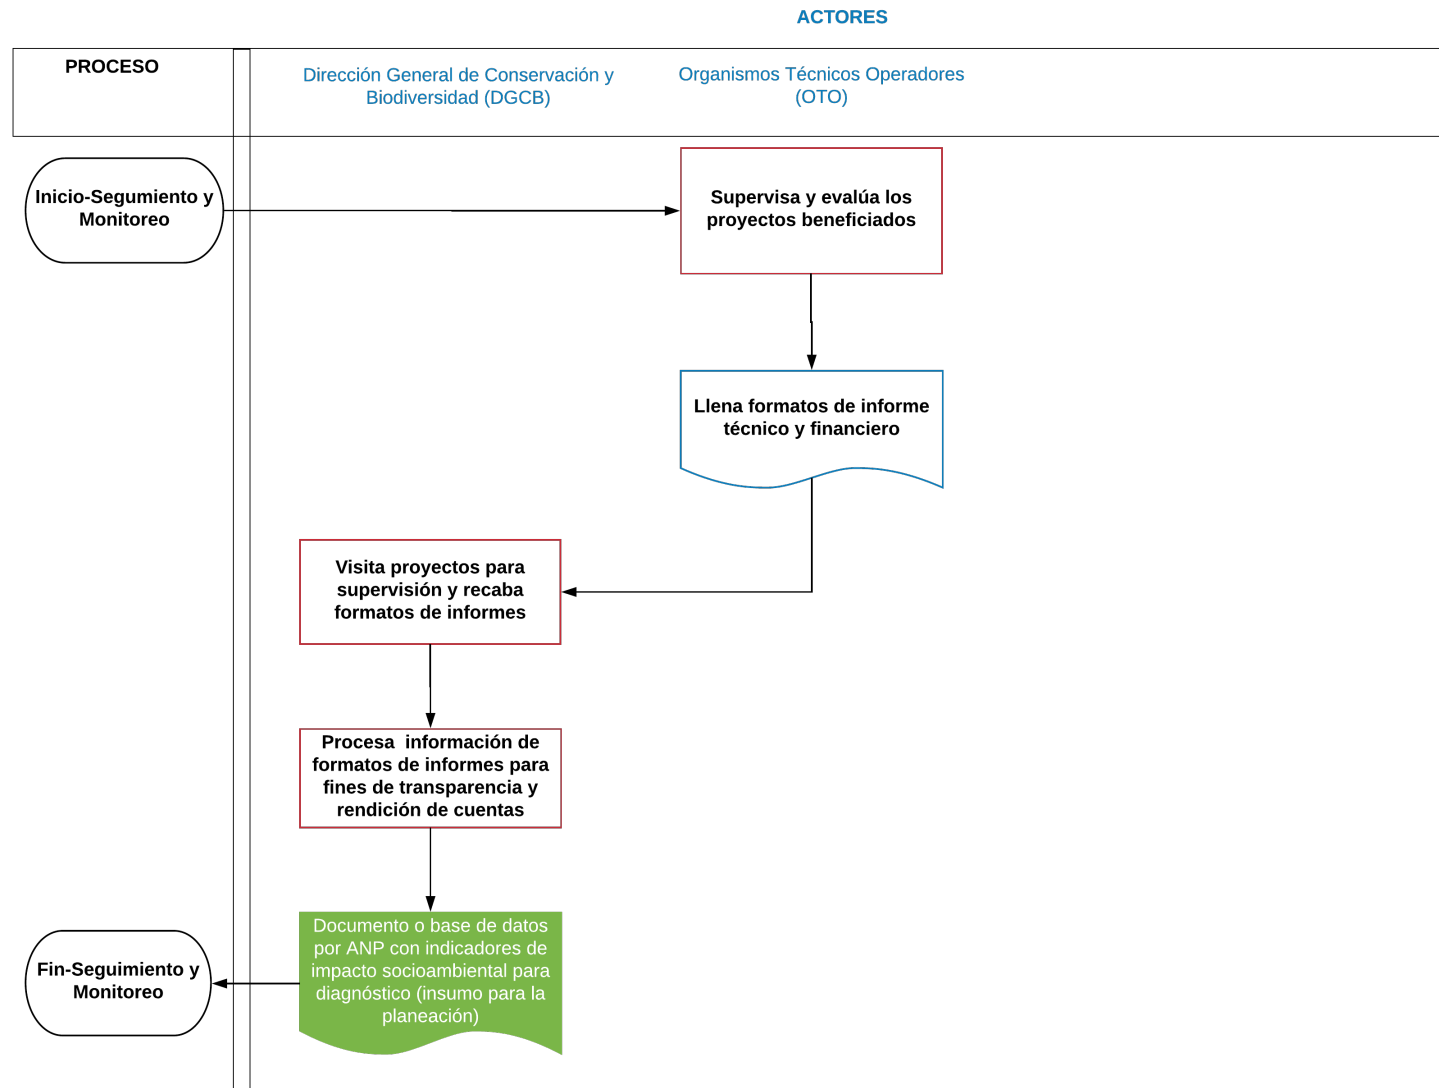 ACTORES
PROCESO
Dirección General de Conservación y
Biodiversidad (DGCB)
Organismos Técnicos Operadores
(OTO)
Inicio-Segumiento y
Monitoreo
Supervisa y evalúa los
proyectos beneficiados
Llena formatos de informe
técnico y financiero
Visita proyectos para
supervisión y recaba
formatos de informes
Procesa información de
formatos de informes para
fines de transparencia y
rendición de cuentas
Documento o base de datos
por ANP con indicadores de
impacto socioambiental para
diagnóstico (insumo para la
planeación)
Fin-Seguimiento y
Monitoreo